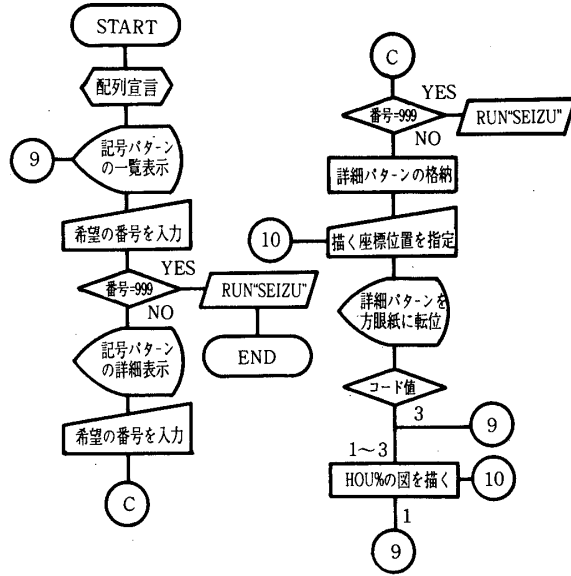 START
配列宣言
9
記号パターン
の一覧表示
希望の番号を入力
YES
番号=999
RUN“SEIZU”
NO
END
記号パターン
の詳細表示
希望の番号を入力
C
C
YES
番号=999
RUN“SEIZU”
NO
詳細パターンの格納
10
描く座標位置を指定
詳細パターンを
方眼紙に転位
コード値
3
9
1〜3
HOU%の図を描く
10
1
9